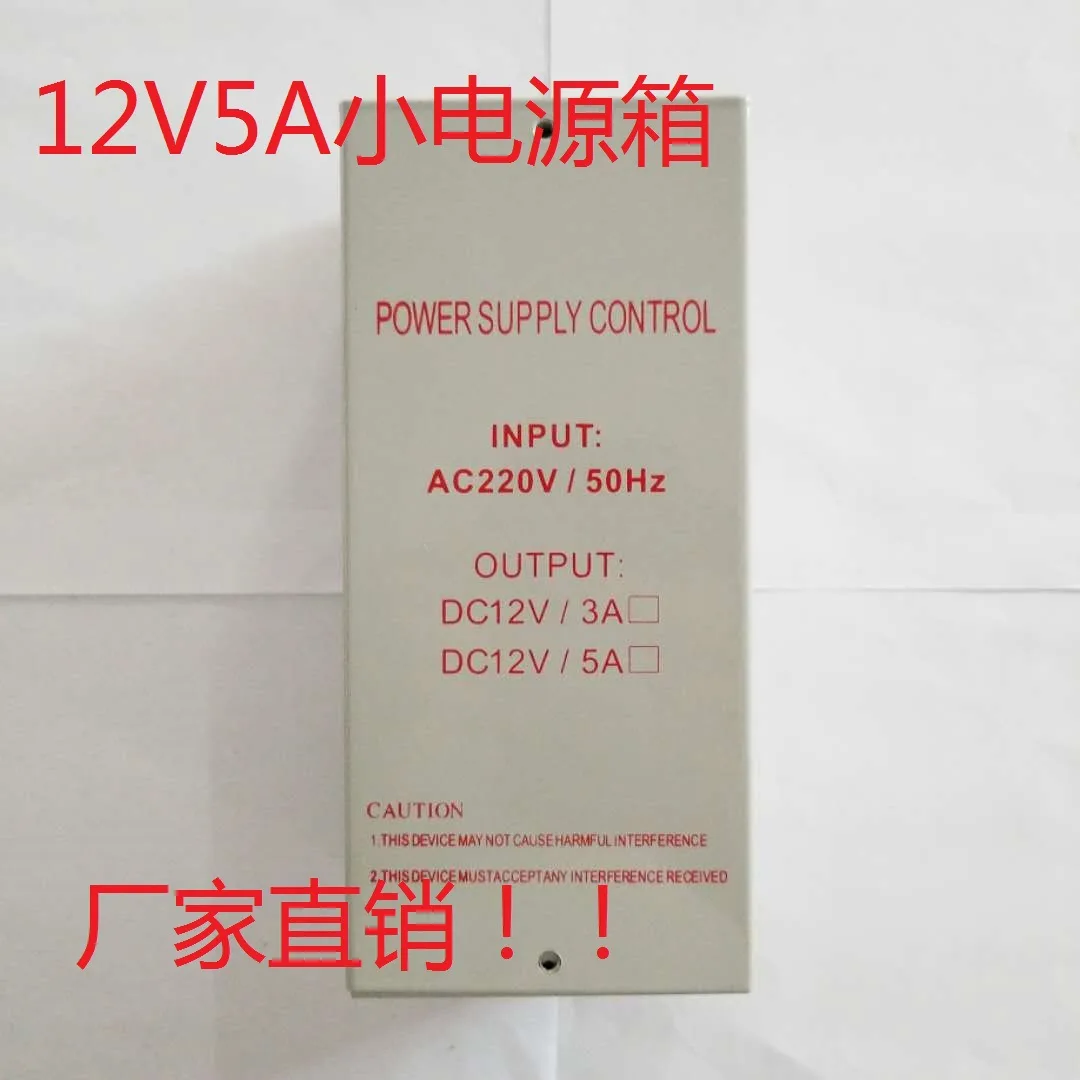 12V5A小电源箱
POWER SUPPLY CONTROL
INPUT:
AC220V / 50Hz
OUTPUT:
DC12V / 3A□
DC12V / 5A□
CAUTION
1.THIS DEVICE MAY NOT CAUSE HARMFUL INTERFERENCE
2.THIS DEVICE MUST ACCEPT ANY INTERFERENCE RECEIVED
厂家直销！！